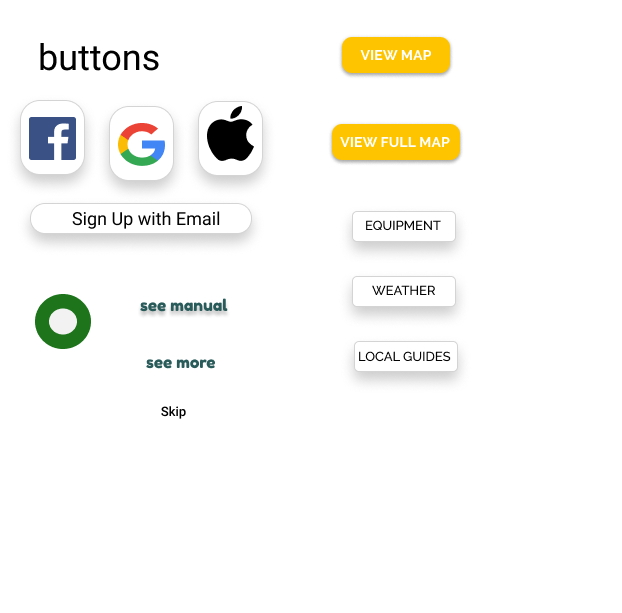 buttons
Sign Up with Email
see manual
see more
Skip
VIEW MAP
VIEW FULL MAP
EQUIPMENT
WEATHER
LOCAL GUIDES